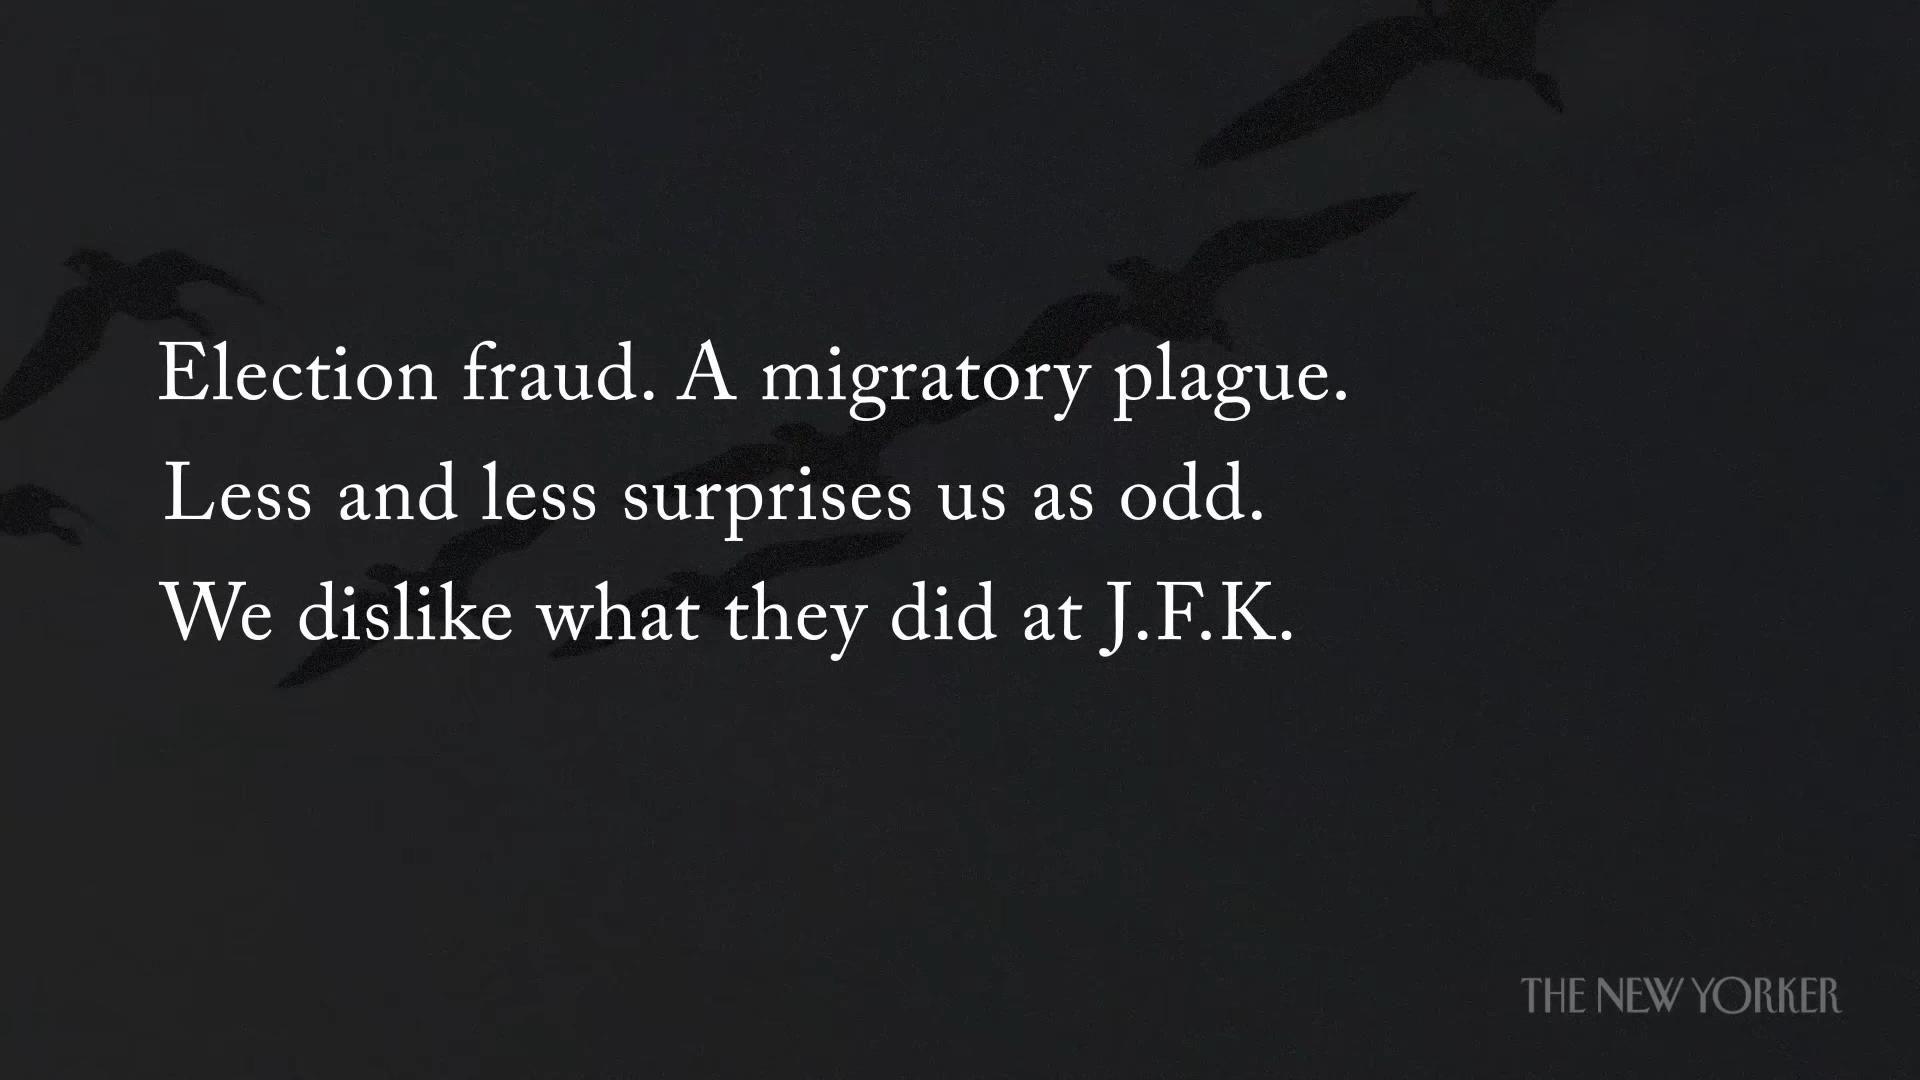 Election fraud. A migratory plague.
Less and less surprises us as odd.
We dislike what they did at J.F.K.
THE NEW YORKER